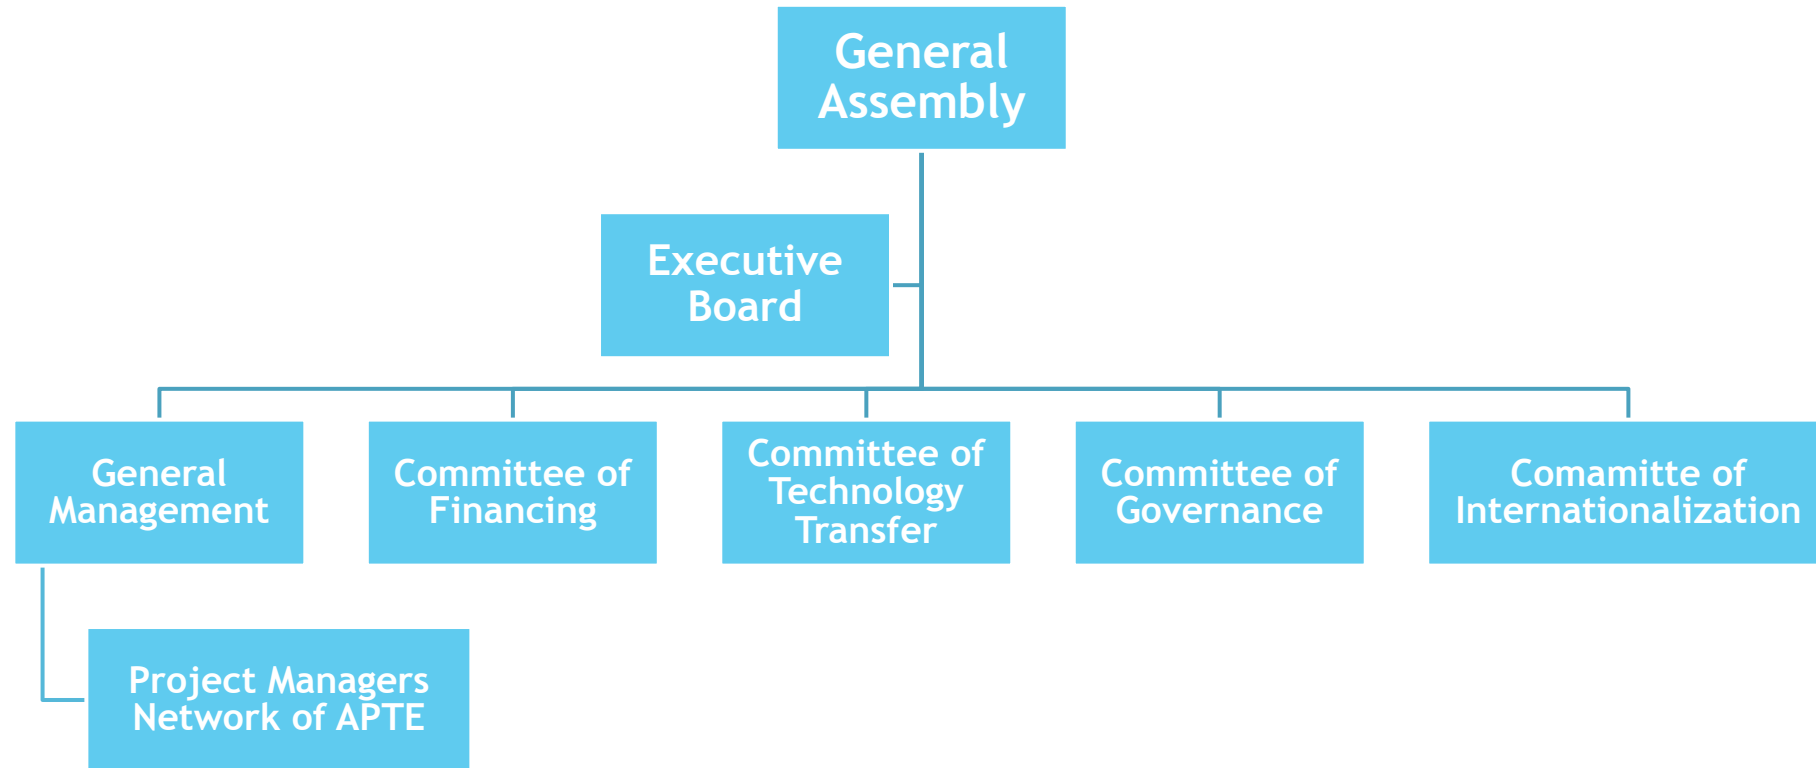 General
Assembly
Executive
Board
General
Management
Committee of
Financing
Committee of
Technology
Transfer
Committee of
Governance
Comamitte of
Internationalization
Project Managers
Network of APTE